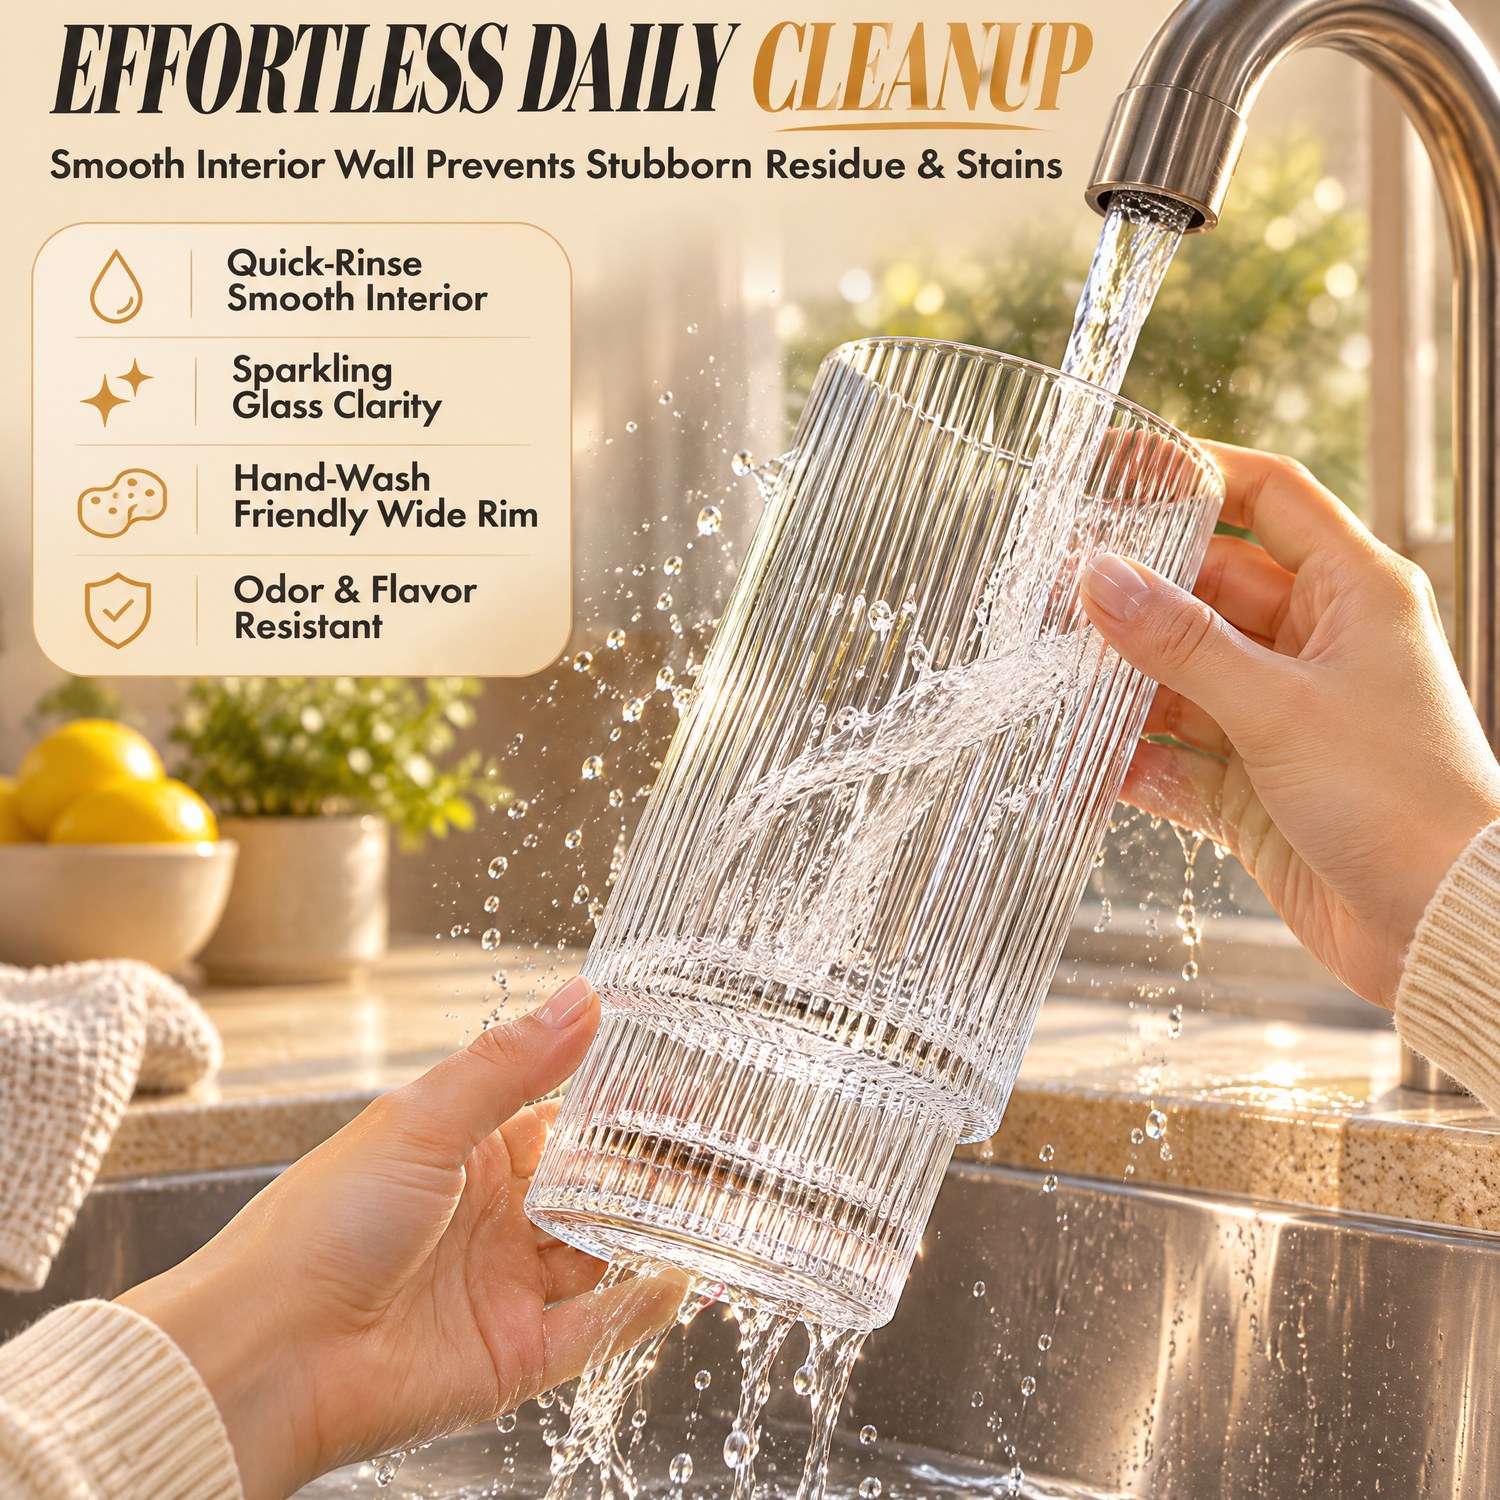 EFFORTLESS DAILY CLEANUP
Smooth Interior Wall Prevents Stubborn Residue & Stains
Quick-Rinse
Smooth Interior
Sparkling
Glass Clarity
Hand-Wash
Friendly Wide Rim
Odor & Flavor
Resistant